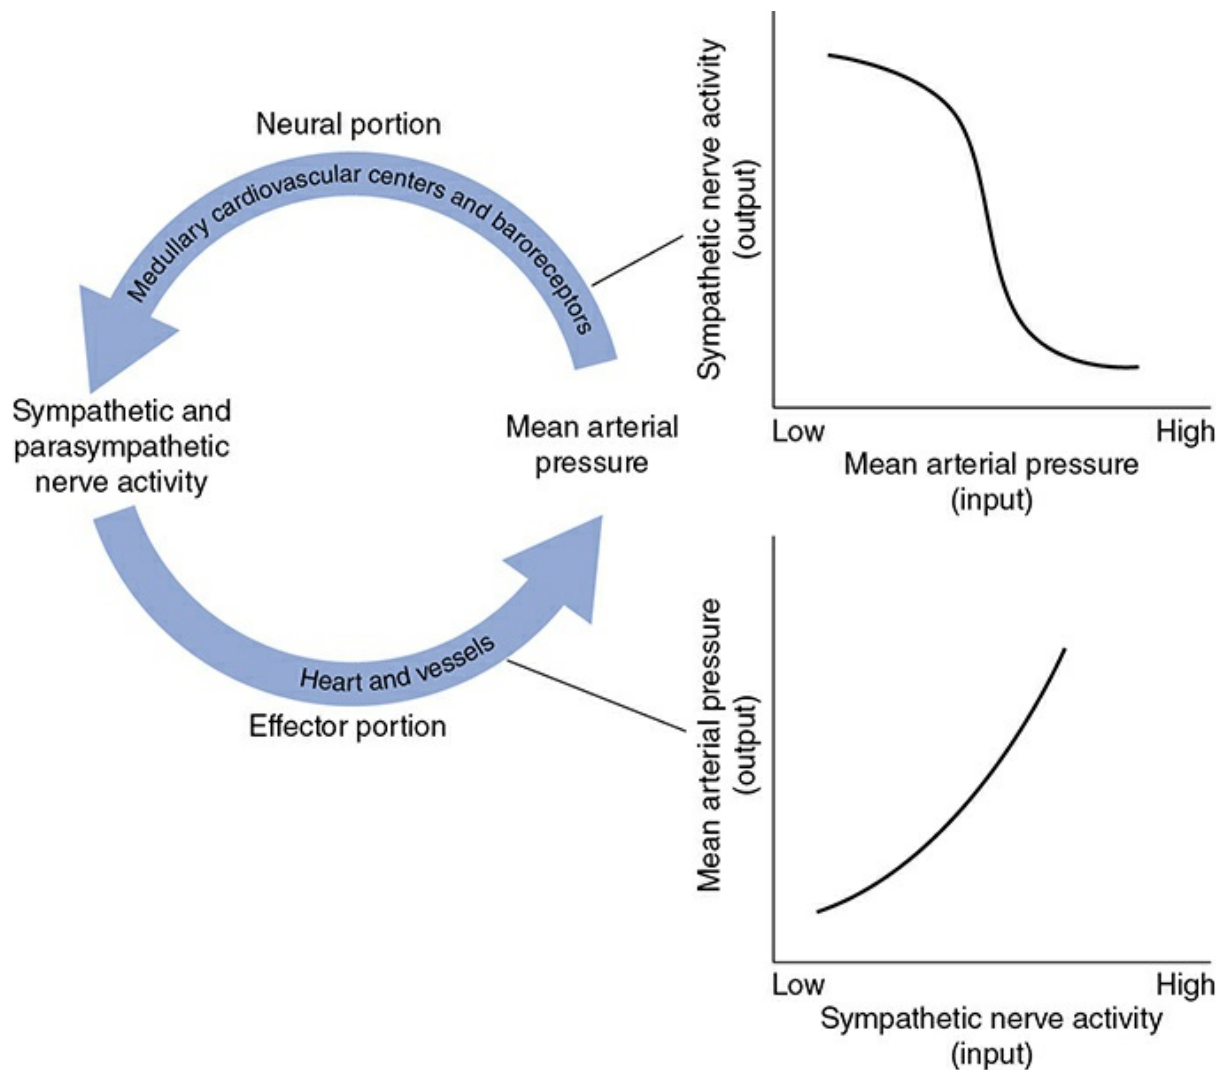 Neural portion
Medullary cardiovascular centers and baroreceptors
Sympathetic and
parasympathetic
nerve activity
Mean arterial
pressure
Heart and vessels
Effector portion
Sympathetic nerve activity
(output)
Low
High
Mean arterial pressure
(input)
Mean arterial pressure
(output)
Low
High
Sympathetic nerve activity
(input)